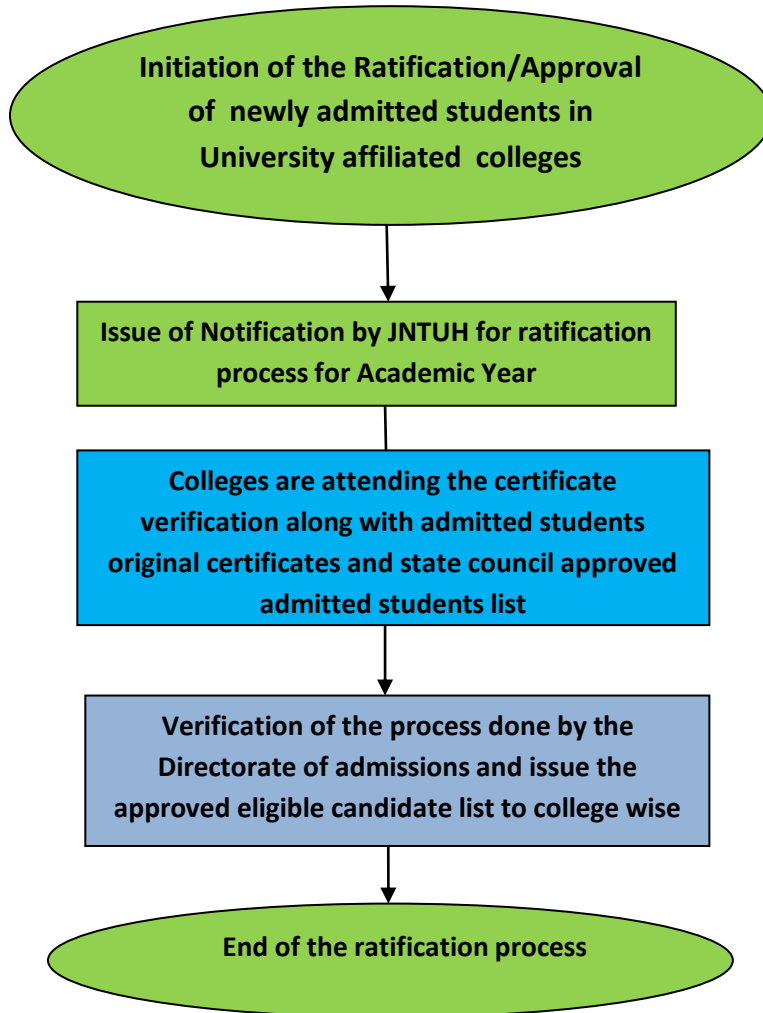 Initiation of the Ratification/Approval
of newly admitted students in
University affiliated colleges
Issue of Notification by JNTUH for ratification
process for Academic Year
Colleges are attending the certificate
verification along with admitted students
original certificates and state council approved
admitted students list
Verification of the process done by the
Directorate of admissions and issue the
approved eligible candidate list to college wise
End of the ratification process